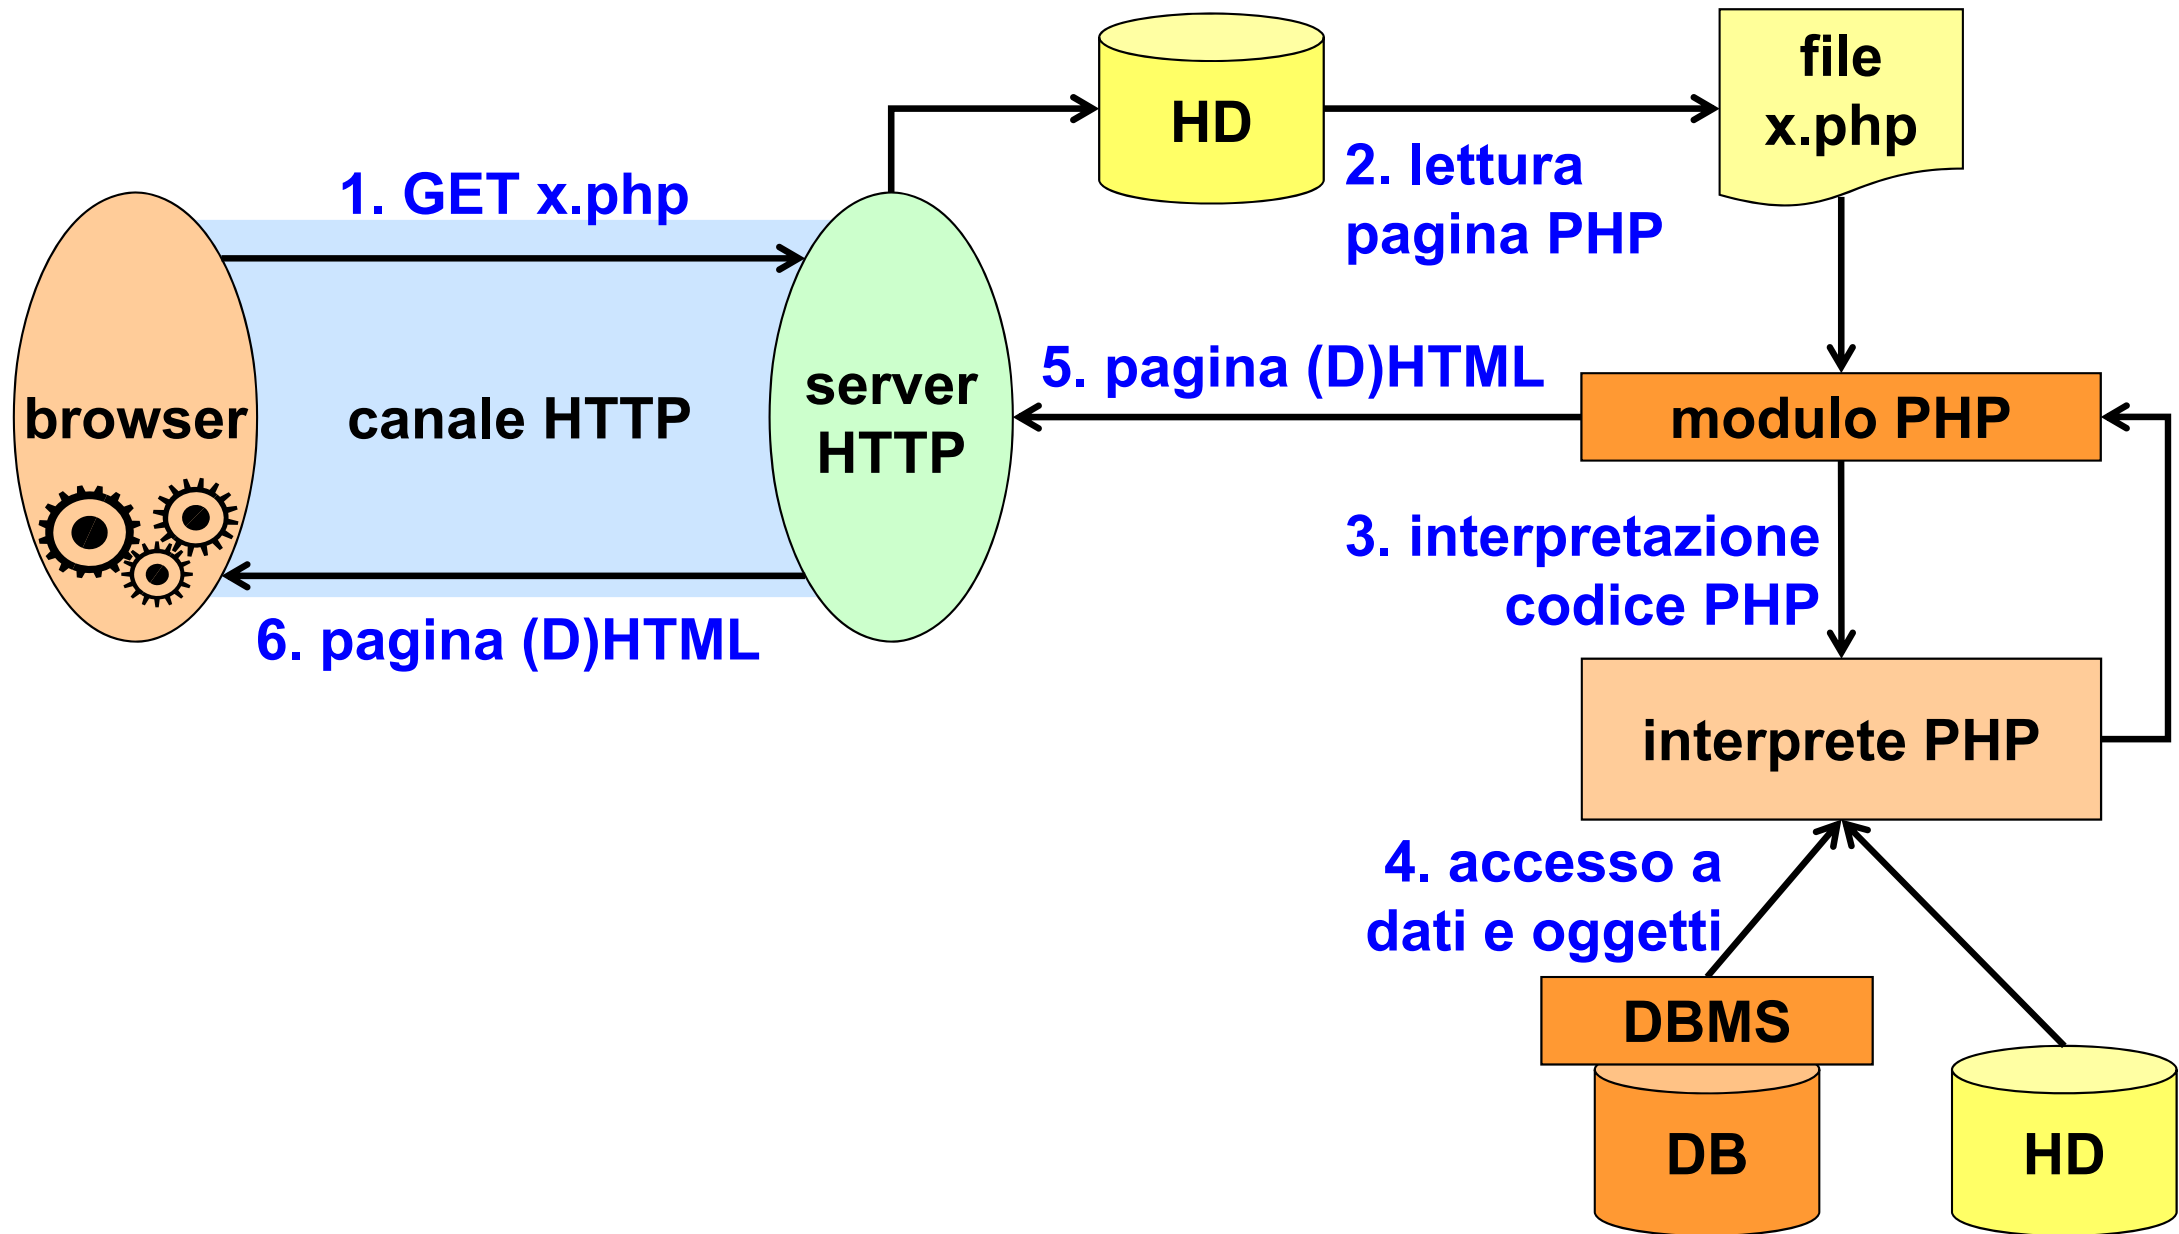 HD
file
x.php
1. GET x.php
2. lettura
pagina PHP
browser
canale HTTP
server
HTTP
5. pagina (D)HTML
modulo PHP
3. interpretazione
codice PHP
6. pagina (D)HTML
interprete PHP
4. accesso a
dati e oggetti
DBMS
DB
HD